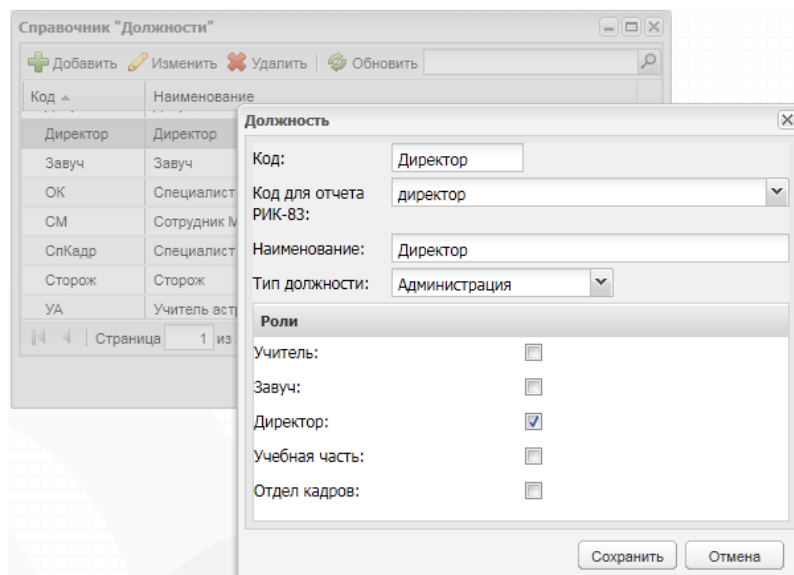 Справочник "Должности"
Добавить Изменить Удалить Обновить
Код Наименование
Директор Директор
Завуч Завуч
ОК Специалист
СМ Сотрудник
СпКадр Специалист
Сторож Сторож
УА Учитель
Страница 1 из
Должность
Код: Директор
Код для отчета РИК-83: директор
Наименование: Директор
Тип должности: Администрация
Роли
Учитель:
Завуч:
Директор:
Учебная часть:
Отдел кадров:
Сохранить Отмена